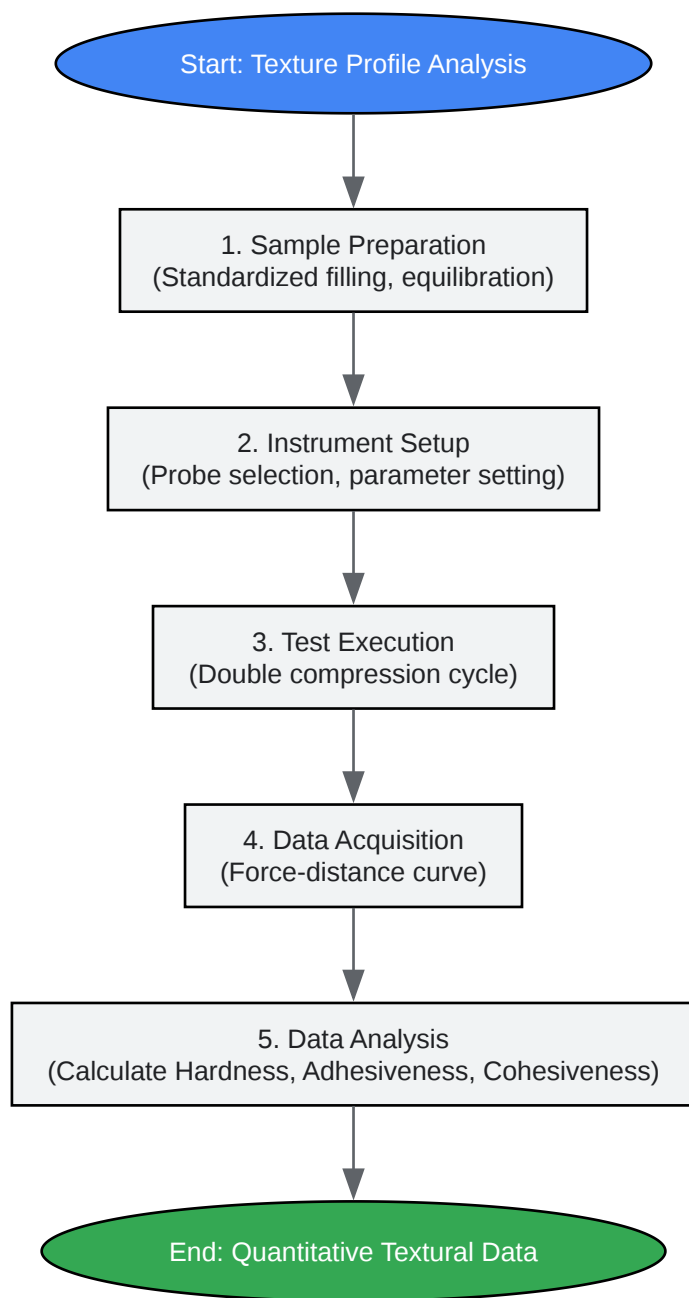 Start: Texture Profile Analysis
1. Sample Preparation
(Standardized filling, equilibration)
2. Instrument Setup
(Probe selection, parameter setting)
3. Test Execution
(Double compression cycle)
4. Data Acquisition
(Force-distance curve)
5. Data Analysis
(Calculate Hardness, Adhesiveness, Cohesiveness)
End: Quantitative Textural Data